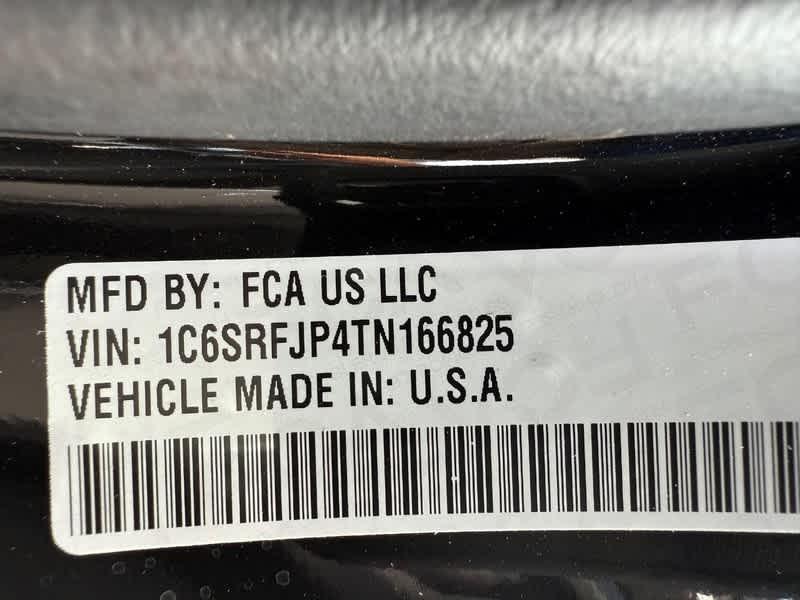 MFD BY: FCA US LLC
VIN: 1C6SRFJP4TN166825
VEHICLE MADE IN: U.S.A.